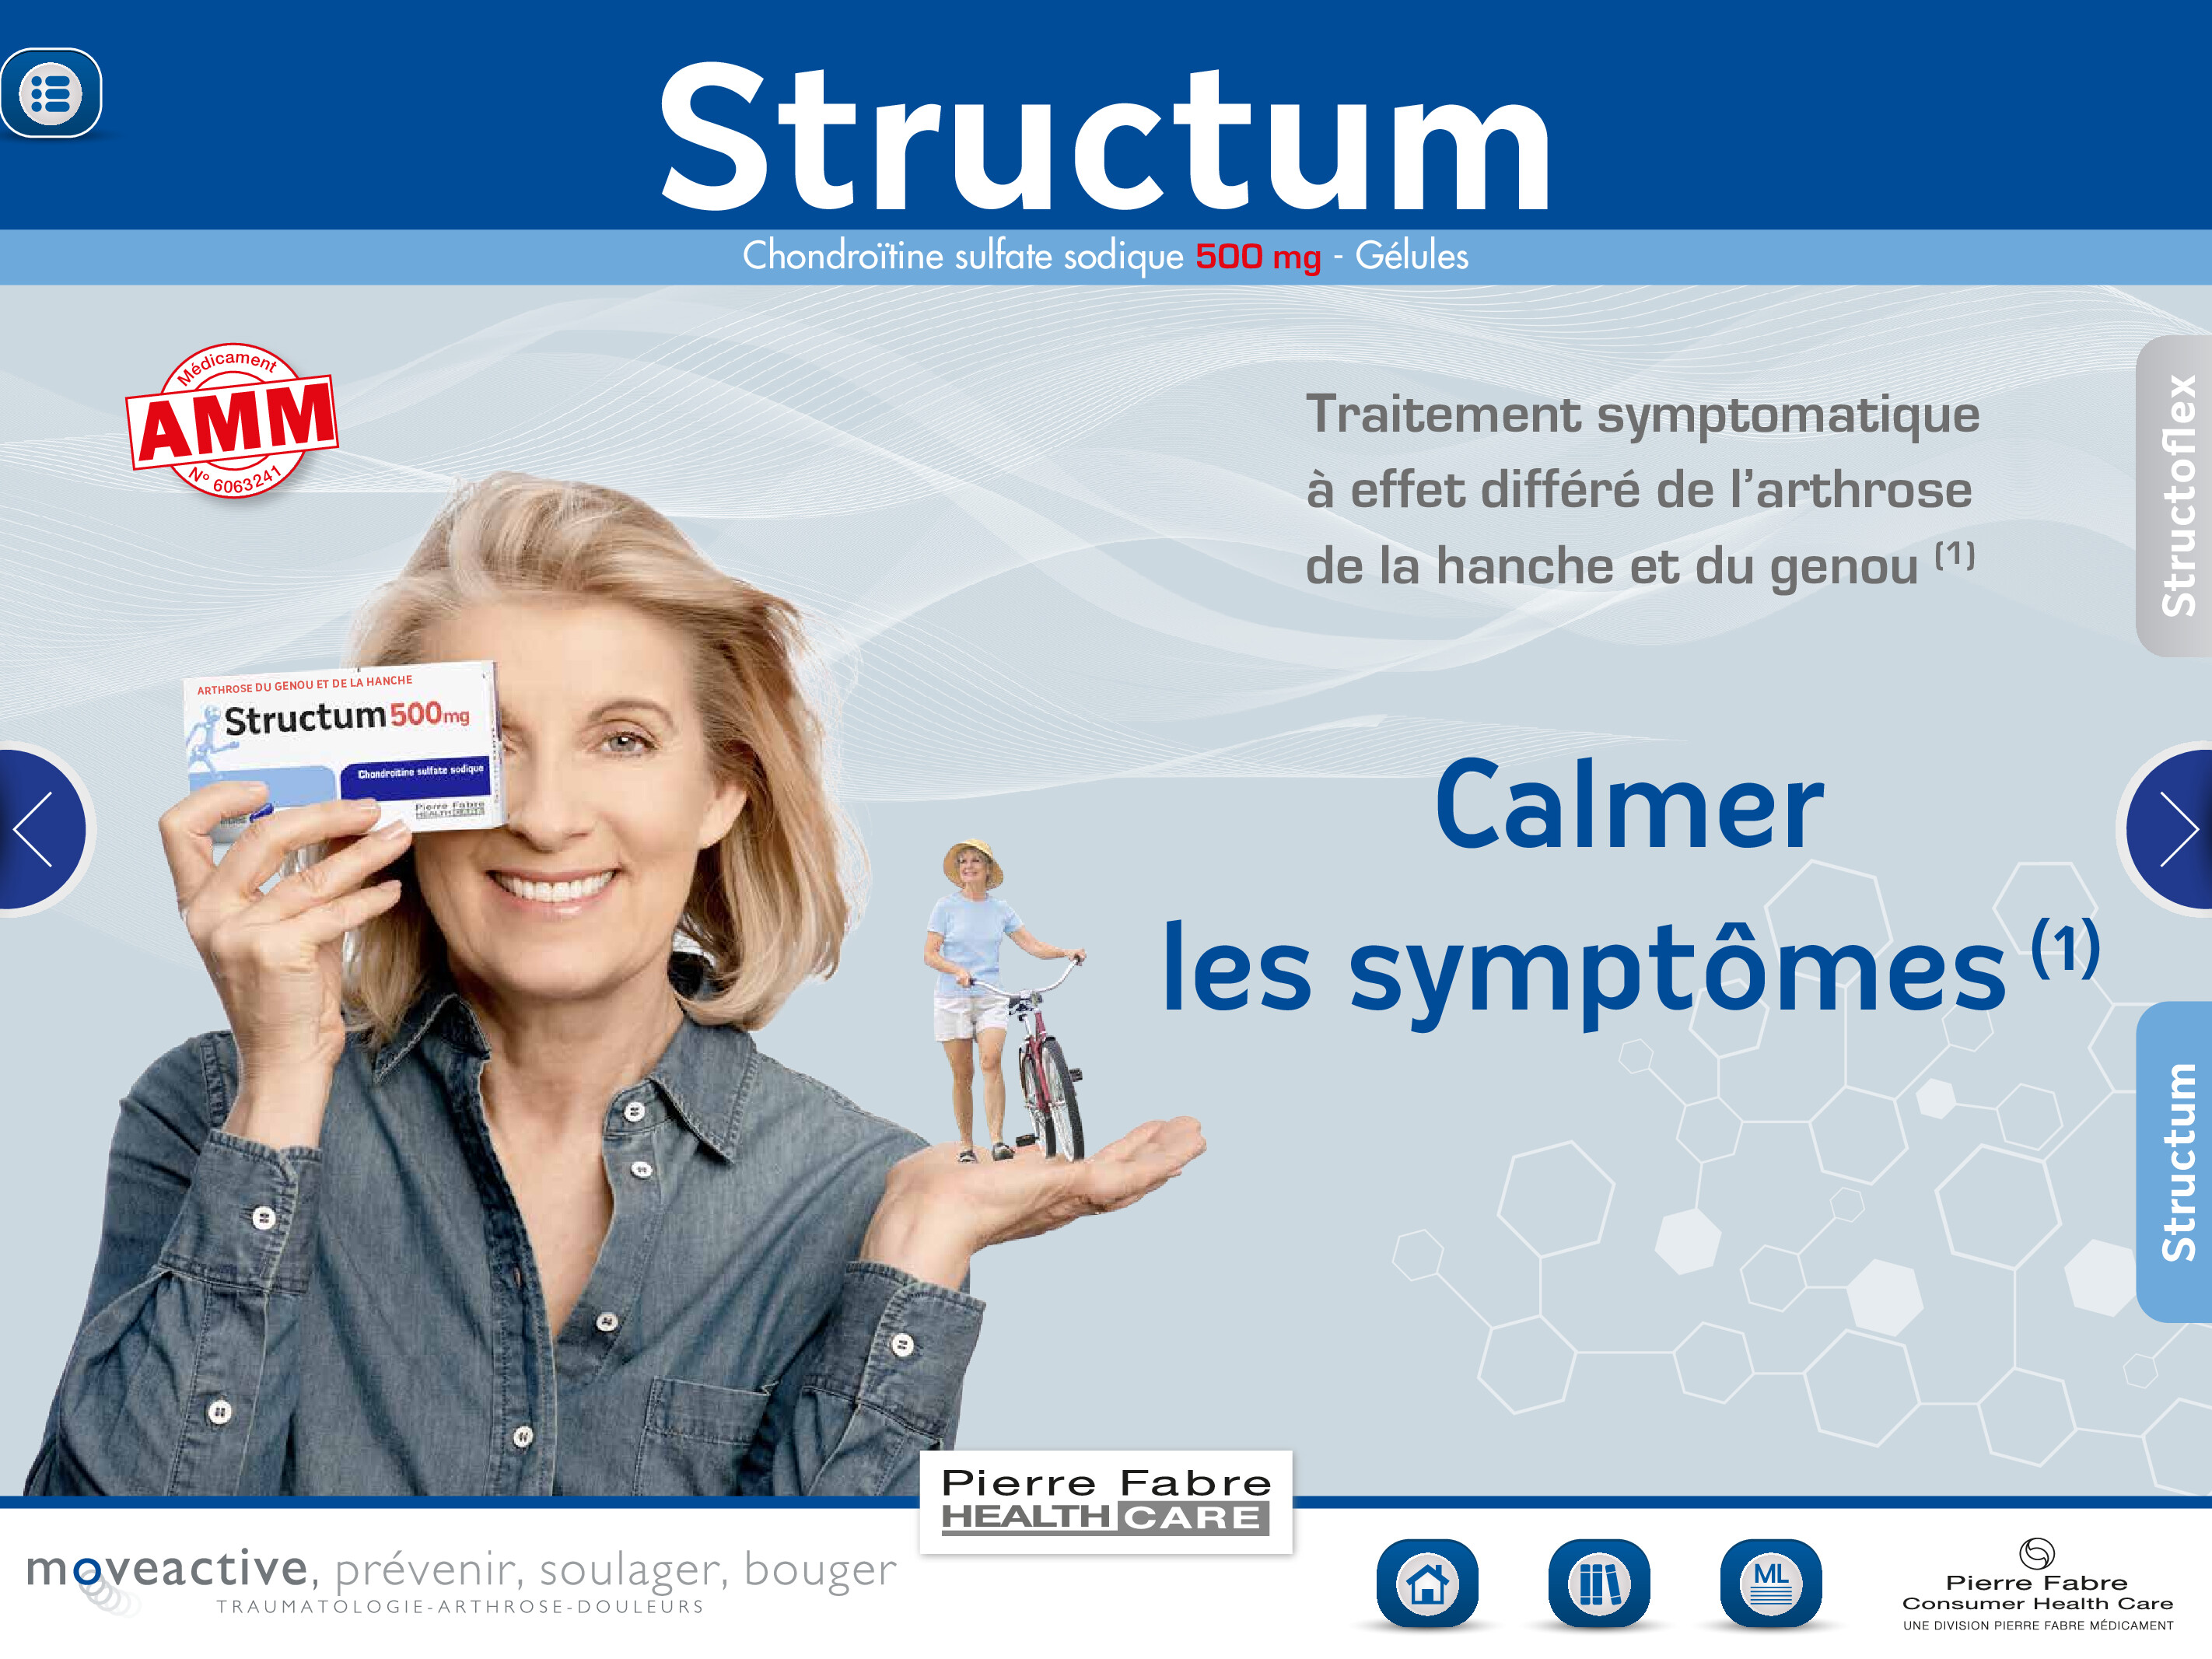 Structum
Chondroïtine sulfate sodique 500 mg - Gélules
Médicament
AMM
N° 6063241
Traitement symptomatique
à effet différé de l'arthrose
de la hanche et du genou (1)
Structoflex
ARTHROSE DU GENOU ET DE LA HANCHE
Structum 500mg
Chondroïtine sulfate sodique
Pierre Fabre
HEALTH CARE
Calmer
les symptômes (1)
Structum
Pierre Fabre
HEALTH CARE
moveactive, prévenir, soulager, bouger
TRAUMATOLOGIE-ARTHROSE-DOULEURS
ML
Pierre Fabre
Consumer Health Care
UNE DIVISION PIERRE FABRE MÉDICAMENT